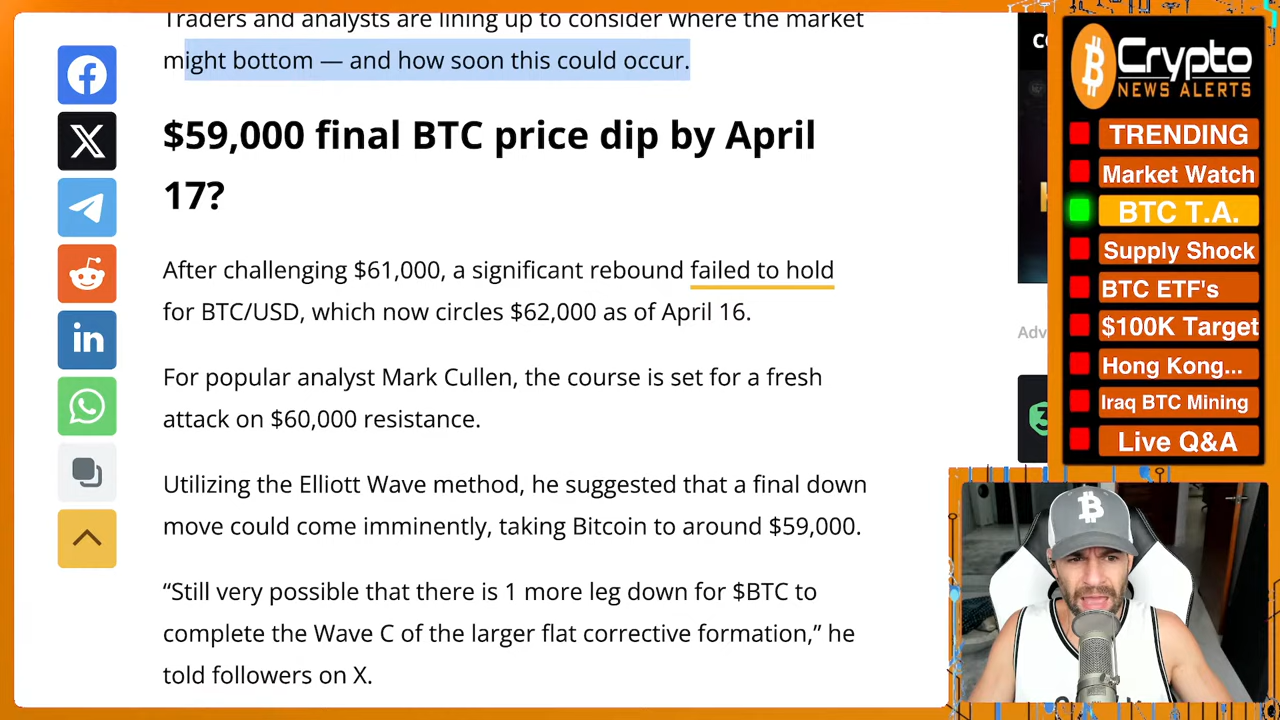 Traders and analysts are lining up to consider where the market
might bottom — and how soon this could occur.
$59,000 final BTC price dip by April
17?
After challenging $61,000, a significant rebound failed to hold
for BTC/USD, which now circles $62,000 as of April 16.
For popular analyst Mark Cullen, the course is set for a fresh
attack on $60,000 resistance.
Utilizing the Elliott Wave method, he suggested that a final down
move could come imminently, taking Bitcoin to around $59,000.
“Still very possible that there is 1 more leg down for $BTC to
complete the Wave C of the larger flat corrective formation,” he
told followers on X.
Crypto
NEWS ALERTS
TRENDING
Market Watch
BTC T.A.
Supply Shock
BTC ETF's
$100K Target
Hong Kong...
Iraq BTC Mining
Live Q&A